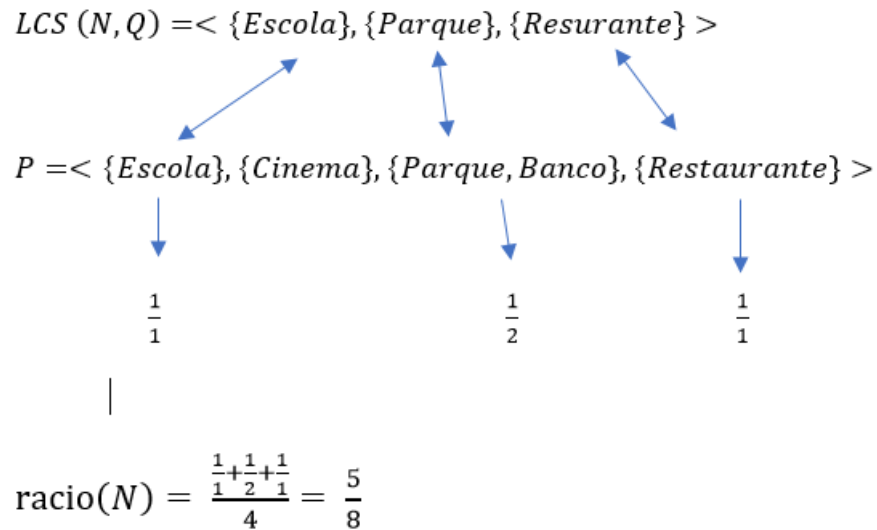 LCS (N, Q) =< {Escola}, {Parque}, {Resurante} >
P =< {Escola}, {Cinema}, {Parque, Banco}, {Restaurante} >
1/1 1/2 1/1
racio(N) = (1/1 + 1/2 + 1/1)/4 = 5/8